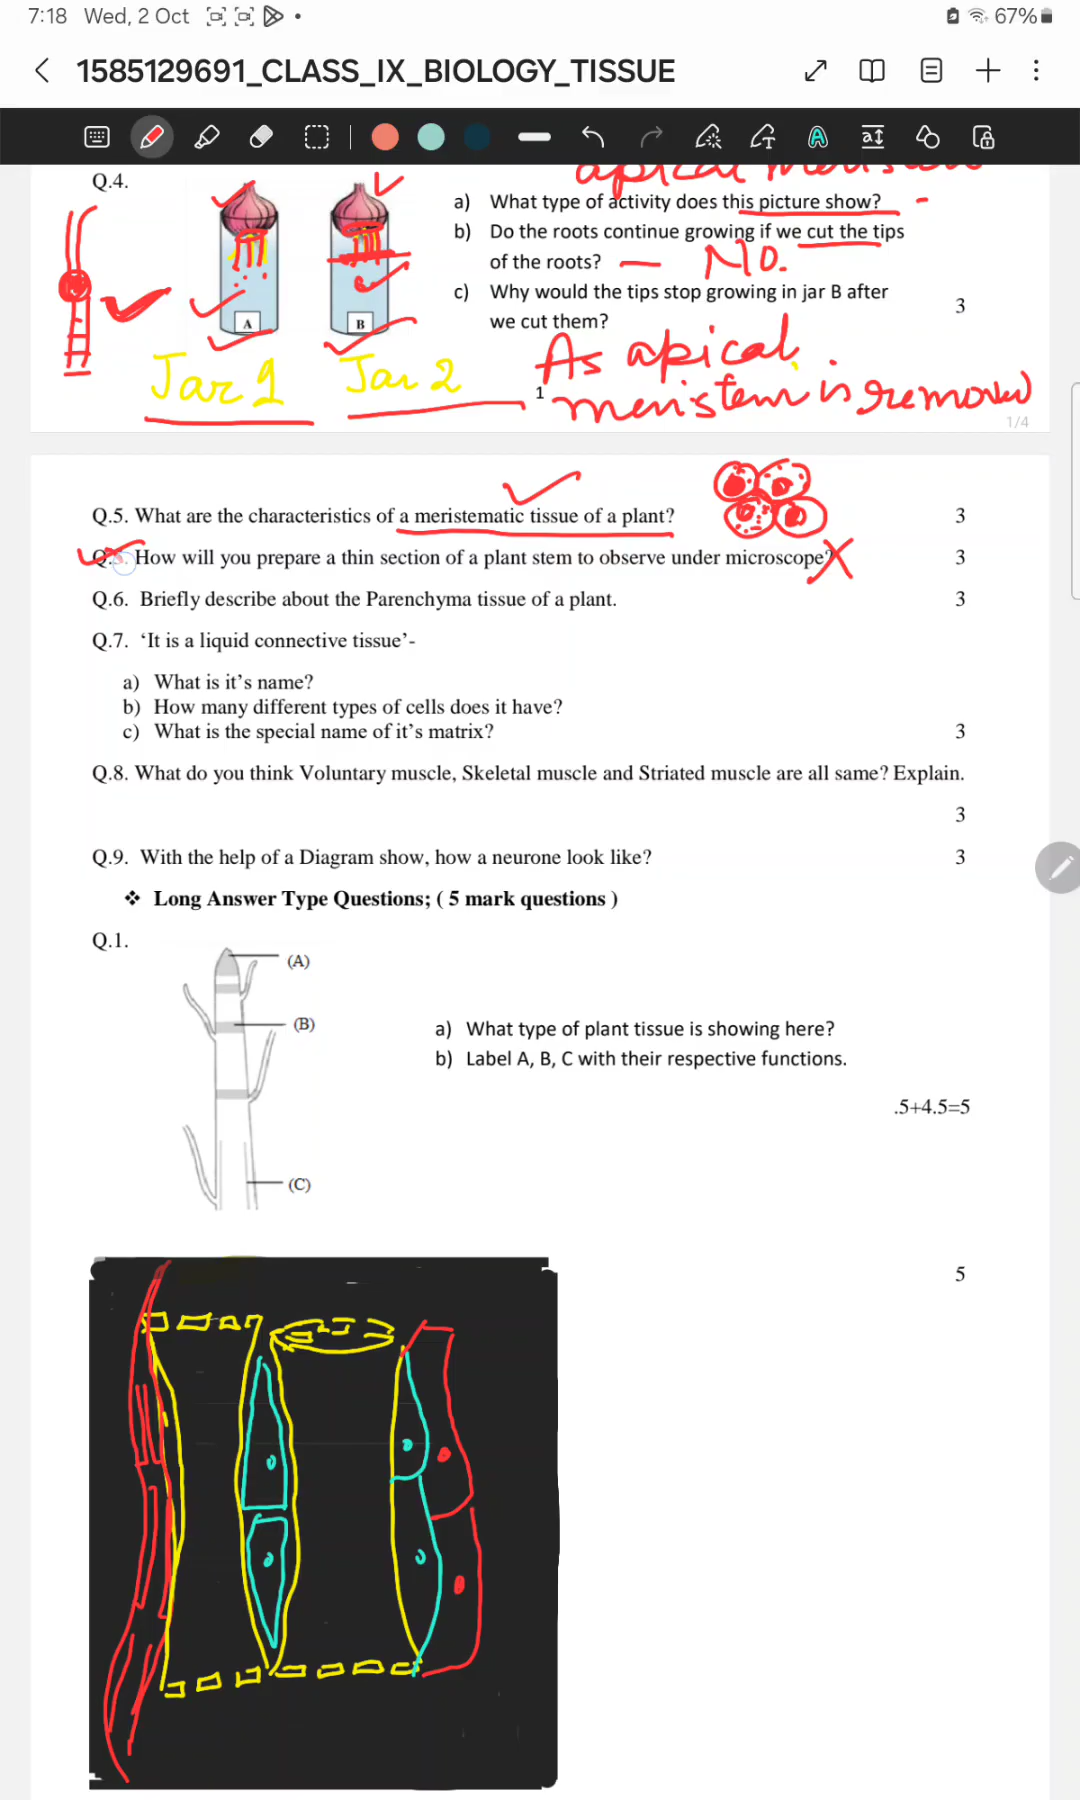 7:18 Wed, 2 Oct
67%
1585129691_CLASS_IX_BIOLOGY_TISSUE
Q.4.
a) What type of activity does this picture show?
b) Do the roots continue growing if we cut the tips
of the roots? — NO.
c) Why would the tips stop growing in jar B after
we cut them?
3
A
B
Jar 1
Jar 2
As apical
meristem is removed
1
1/4
Q.5. What are the characteristics of a meristematic tissue of a plant? 3
How will you prepare a thin section of a plant stem to observe under microscope? 3
Q.6. Briefly describe about the Parenchyma tissue of a plant. 3
Q.7. ‘It is a liquid connective tissue’-
a) What is it’s name?
b) How many different types of cells does it have?
c) What is the special name of it’s matrix? 3
Q.8. What do you think Voluntary muscle, Skeletal muscle and Striated muscle are all same? Explain.
3
Q.9. With the help of a Diagram show, how a neurone look like? 3
❖ Long Answer Type Questions; ( 5 mark questions )
Q.1.
(A)
(B)
(C)
a) What type of plant tissue is showing here?
b) Label A, B, C with their respective functions.
.5+4.5=5
5